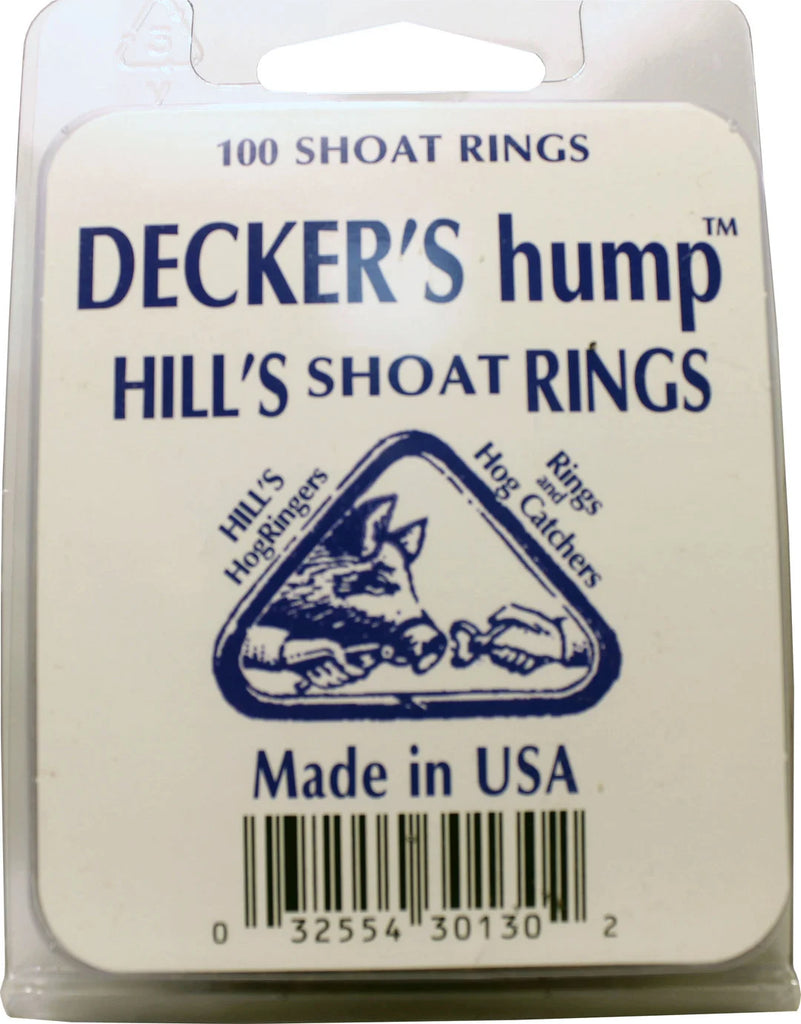 100 SHOAT RINGS
DECKER'S hump™
HILL'S SHOAT RINGS
HILL'S
HogRingers
Rings
and
Hog Catchers
Made in USA
0 32554 30130 2